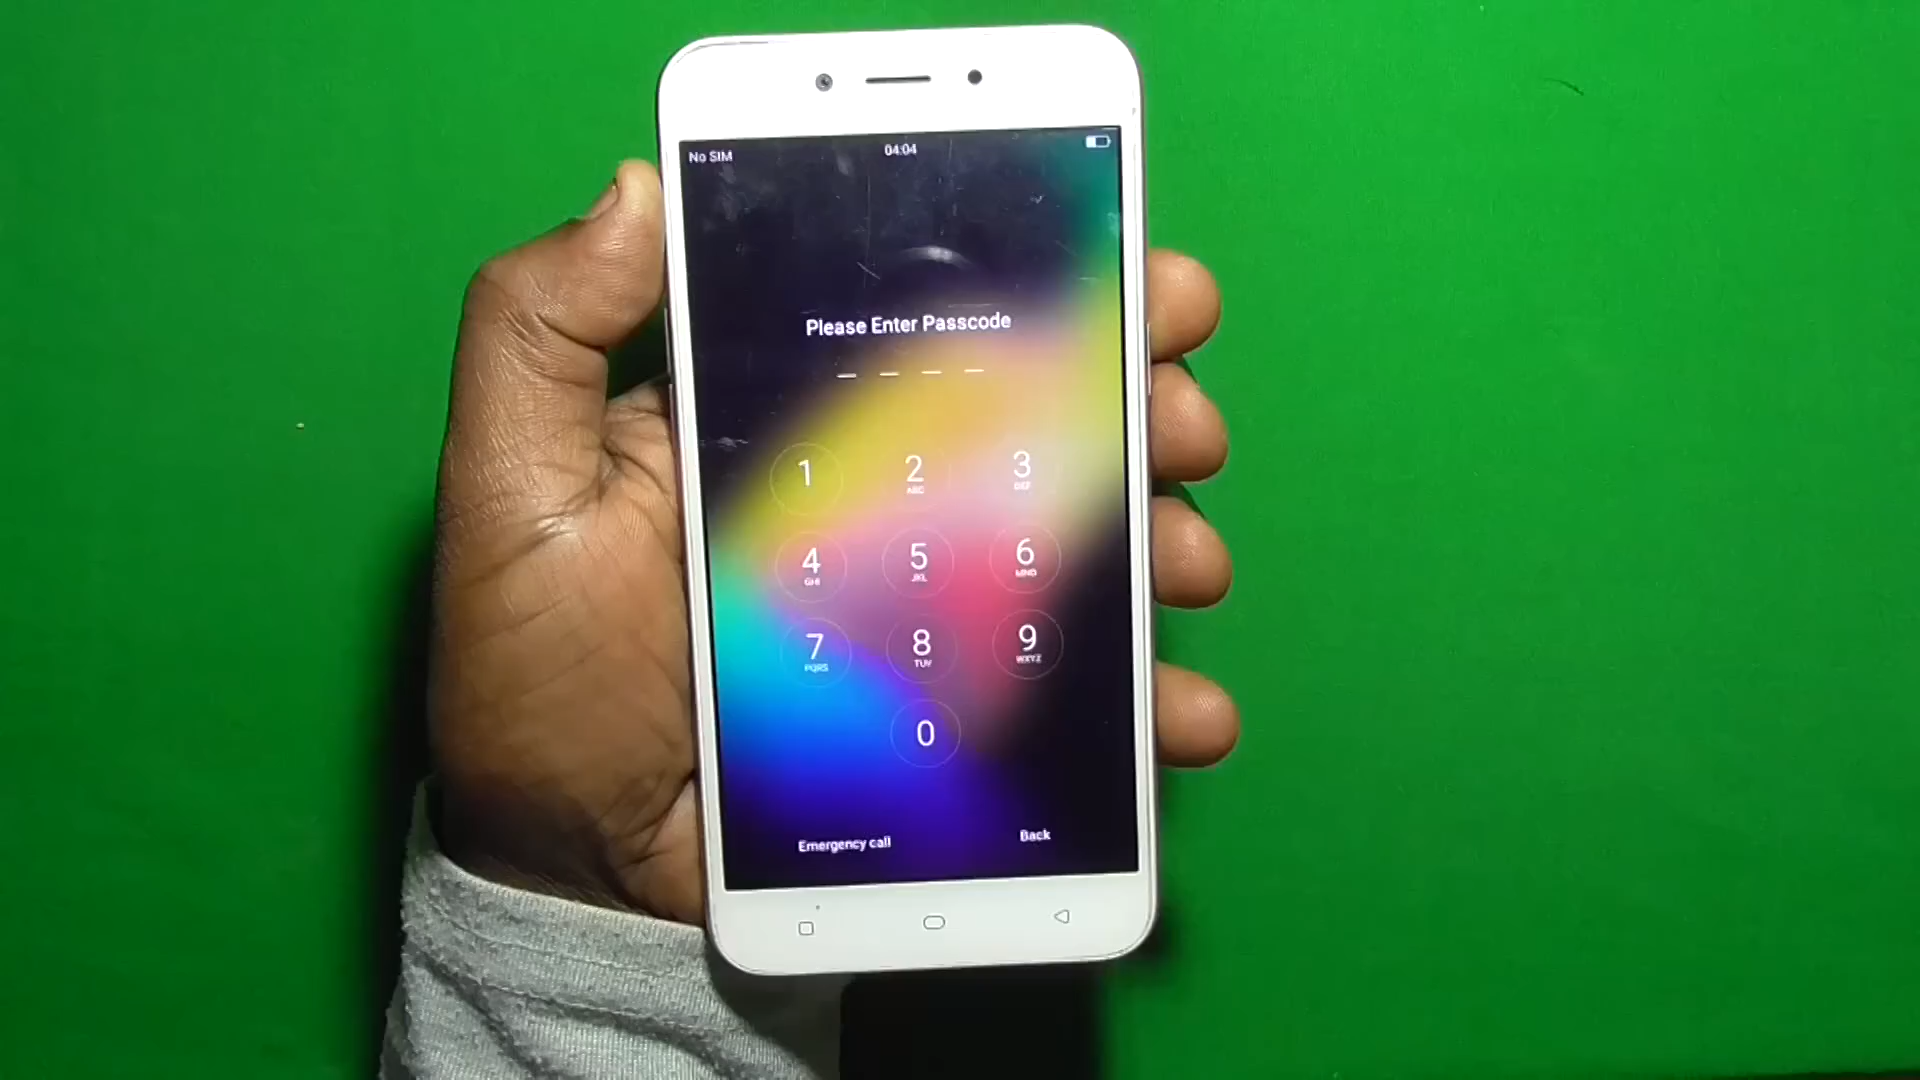 No SIM 04:04
Please Enter Passcode
1 2 3
ABC DEF
4 5 6
GHI JKL MNO
7 8 9
PQRS TUV WXYZ
0
Emergency call Back